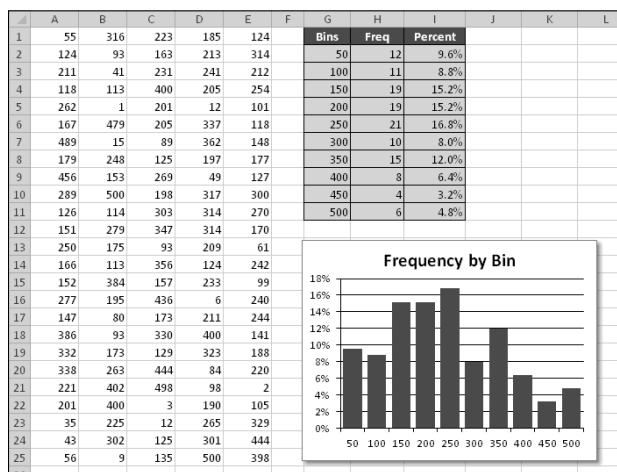 A B C D E F G H I J K L
1 55 316 223 185 124 Bins Freq Percent
2 124 93 163 213 314 50 12 9.6%
3 211 41 231 241 212 100 11 8.8%
4 118 113 400 205 254 150 19 15.2%
5 262 1 201 12 101 200 19 15.2%
6 167 479 205 337 118 250 21 16.8%
7 489 15 89 362 148 300 10 8.0%
8 179 248 125 197 177 350 15 12.0%
9 456 153 269 49 127 400 8 6.4%
10 289 500 198 317 300 450 4 3.2%
11 126 114 303 314 270 500 6 4.8%
12 151 279 347 314 170
13 250 175 93 209 61
14 166 113 356 124 242
15 152 384 157 233 99
16 277 195 436 6 240
17 147 80 173 211 244
18 386 93 330 400 141
19 332 173 129 323 188
20 338 263 444 84 220
21 221 402 498 98 2
22 201 400 3 190 105
23 35 225 12 265 329
24 43 302 125 301 444
25 56 9 135 500 398
Frequency by Bin
18%
16%
14%
12%
10%
8%
6%
4%
2%
0%
50 100 150 200 250 300 350 400 450 500